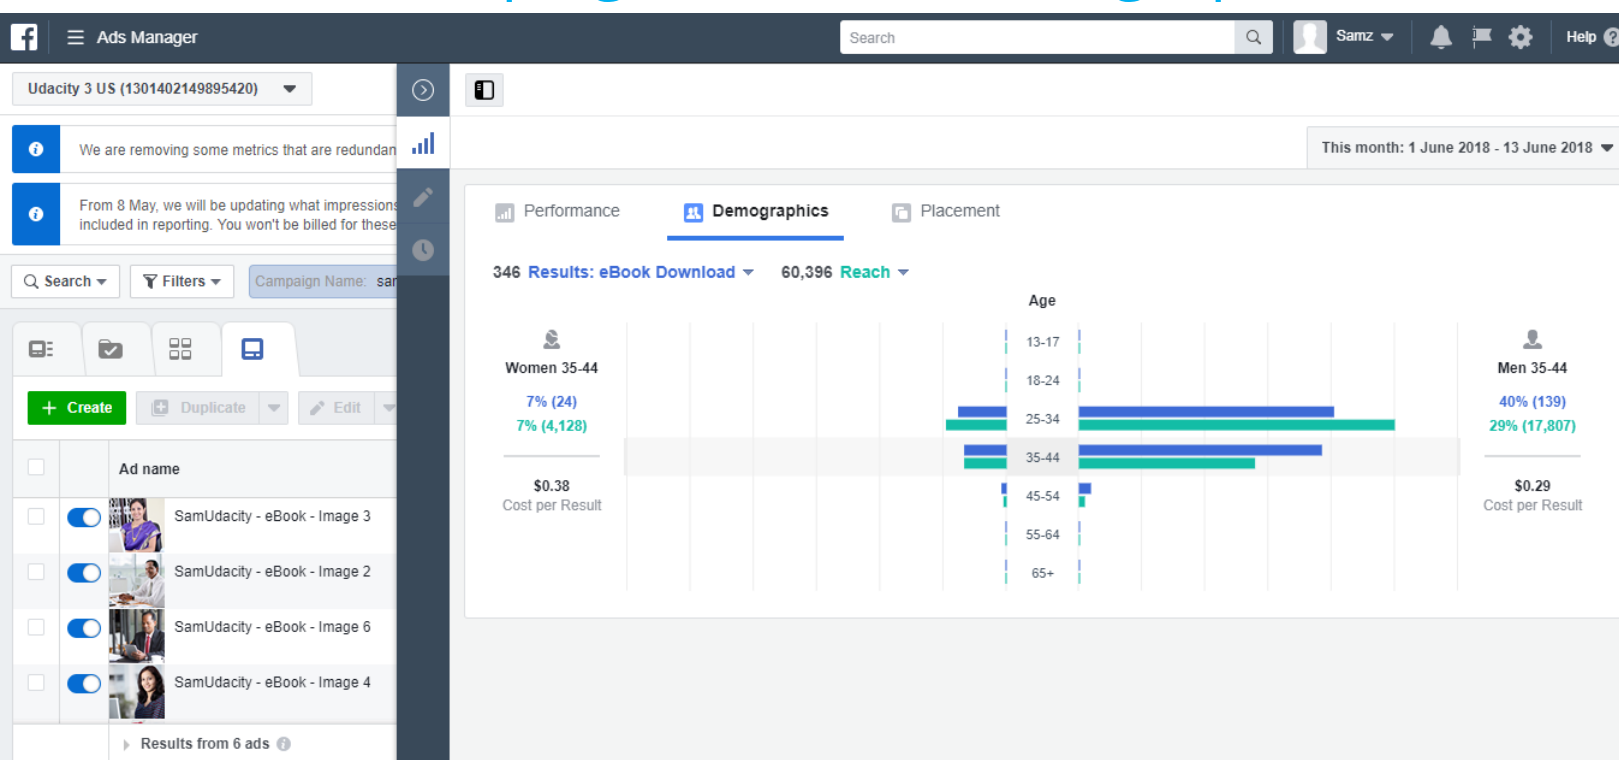 Ads Manager
Search
Samz
Help
Udacity 3 US (1301402149895420)
We are removing some metrics that are redundan
From 8 May, we will be updating what impressions
included in reporting. You won't be billed for these
Search
Filters
Campaign Name: sar
Create
Duplicate
Edit
Ad name
SamUdacity - eBook - Image 3
SamUdacity - eBook - Image 2
SamUdacity - eBook - Image 6
SamUdacity - eBook - Image 4
Results from 6 ads
This month: 1 June 2018 - 13 June 2018
Performance
Demographics
Placement
346 Results: eBook Download 60,396 Reach
Age
Women 35-44
7% (24)
7% (4,128)
$0.38
Cost per Result
13-17
18-24
25-34
35-44
45-54
55-64
65+
Men 35-44
40% (139)
29% (17,807)
$0.29
Cost per Result